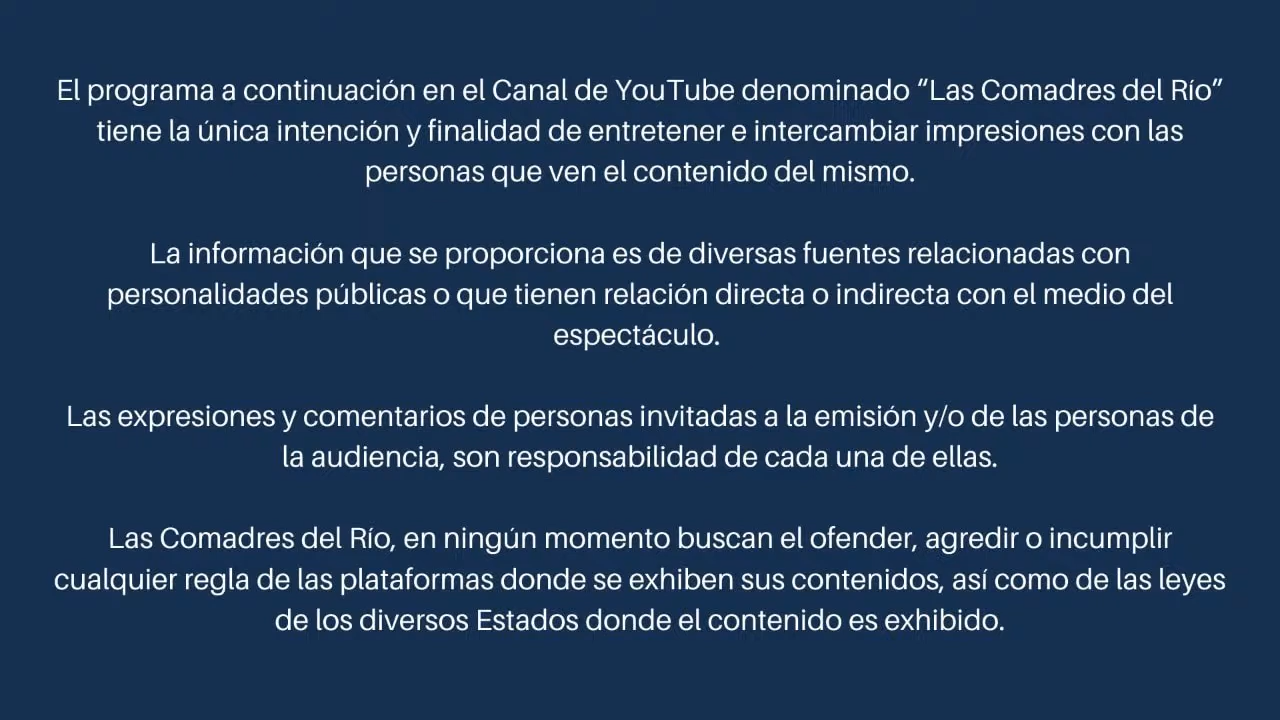 El programa a continuación en el Canal de YouTube denominado “Las Comadres del Río”
tiene la única intención y finalidad de entretener e intercambiar impresiones con las
personas que ven el contenido del mismo.
La información que se proporciona es de diversas fuentes relacionadas con
personalidades públicas o que tienen relación directa o indirecta con el medio del
espectáculo.
Las expresiones y comentarios de personas invitadas a la emisión y/o de las personas de
la audiencia, son responsabilidad de cada una de ellas.
Las Comadres del Río, en ningún momento buscan el ofender, agredir o incumplir
cualquier regla de las plataformas donde se exhiben sus contenidos, así como de las leyes
de los diversos Estados donde el contenido es exhibido.